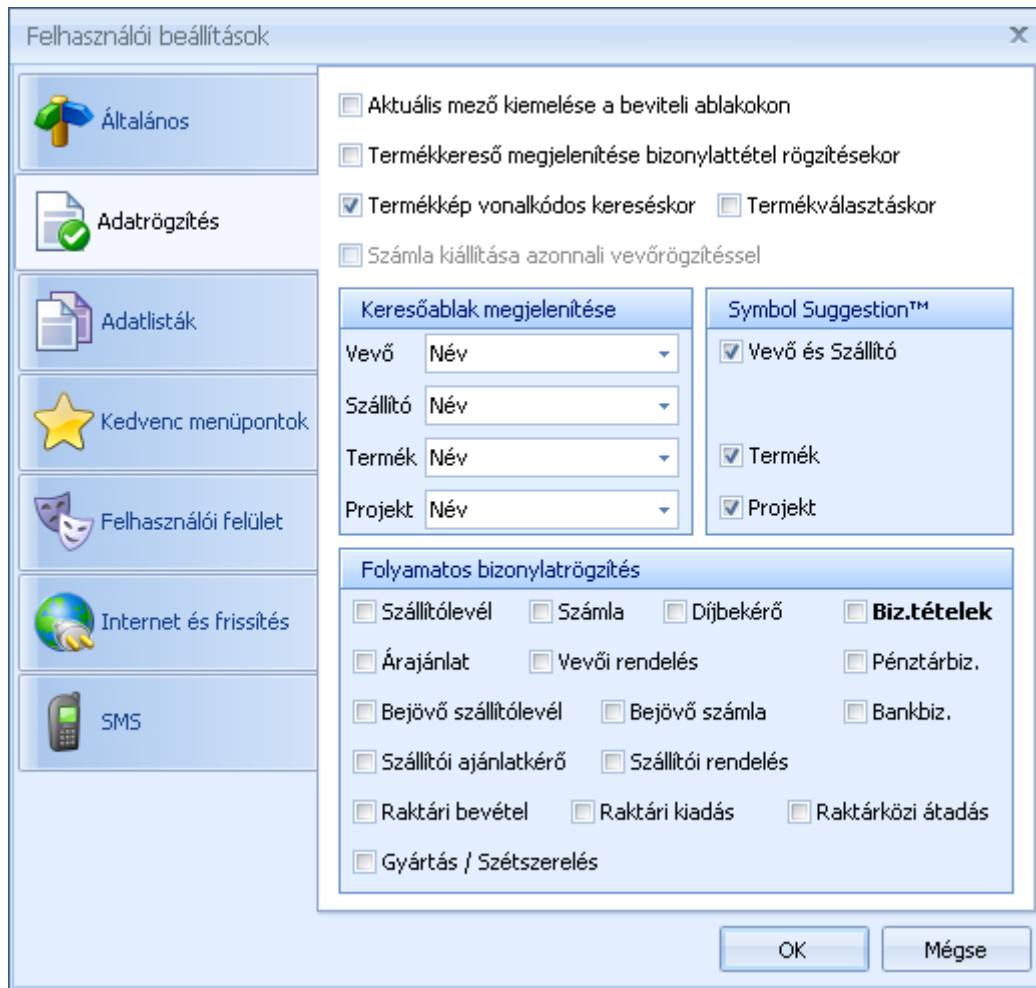 Felhasználói beállítások
Általános
Adatrögzítés
Adatlisták
Kedvenc menüpontok
Felhasználói felület
Internet és frissítés
SMS
Aktuális mező kiemelése a beviteli ablakokon
Termékkereső megjelenítése bizonylattétel rögzítésekor
Termékkép vonalkódos kereséskor Termékválasztáskor
Számla kiállítása azonnali vevőrögzítéssel
Keresőablak megjelenítése
Vevő Név
Szállító Név
Termék Név
Projekt Név
Symbol Suggestion™
Vevő és Szállító
Termék
Projekt
Folyamatos bizonylatrögzítés
Szállítólevél Számla Díjbekérő Biz.tételek
Árajánlat Vevői rendelés Pénztárbiz.
Bejövő szállítólevél Bejövő számla Bankbiz.
Szállítói ajánlatkérő Szállítói rendelés
Raktári bevétel Raktári kiadás Raktárközi átadás
Gyártás / Szétszerelés
OK Mégse